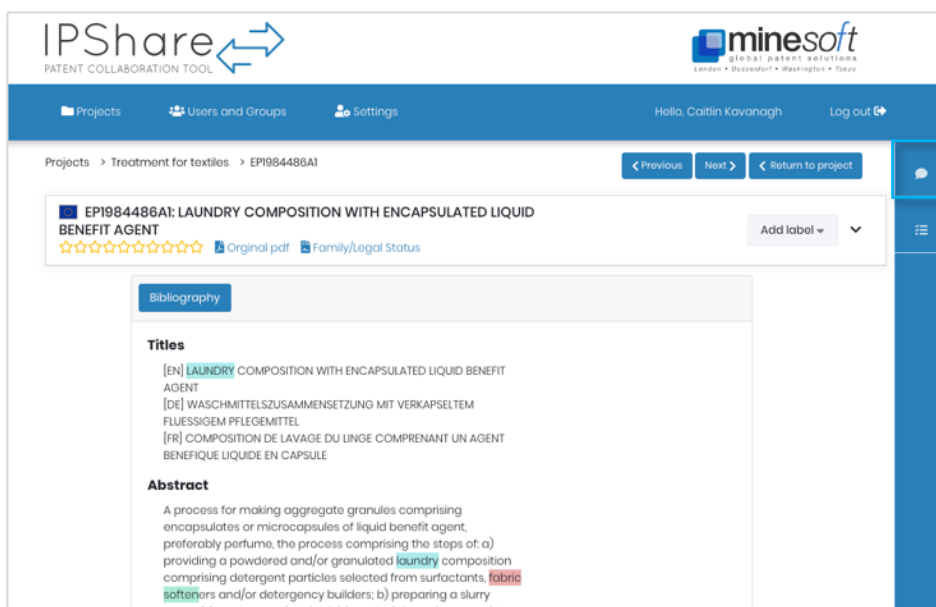 IPShare
PATENT COLLABORATION TOOL
minesoft
global patent solutions
London • Dusseldorf • Washington • Tokyo
Projects
Users and Groups
Settings
Hello, Caitlin Kavanagh
Log out
Projects > Treatment for textiles > EP1984486A1
Previous
Next
Return to project
EP1984486A1: LAUNDRY COMPOSITION WITH ENCAPSULATED LIQUID
BENEFIT AGENT
Orginal pdf
Family/Legal Status
Add label
Bibliography
Titles
[EN] LAUNDRY COMPOSITION WITH ENCAPSULATED LIQUID BENEFIT
AGENT
[DE] WASCHMITTELSZUSAMMENSETZUNG MIT VERKAPSELTEM
FLUESSIGEM PFLEGEMITTEL
[FR] COMPOSITION DE LAVAGE DU LINGE COMPRENANT UN AGENT
BENEFIQUE LIQUIDE EN CAPSULE
Abstract
A process for making aggregate granules comprising
encapsulates or microcapsules of liquid benefit agent,
preferably perfume, the process comprising the steps of: a)
providing a powdered and/or granulated laundry composition
comprising detergent particles selected from surfactants, fabric
softeners and/or detergency builders; b) preparing a slurry